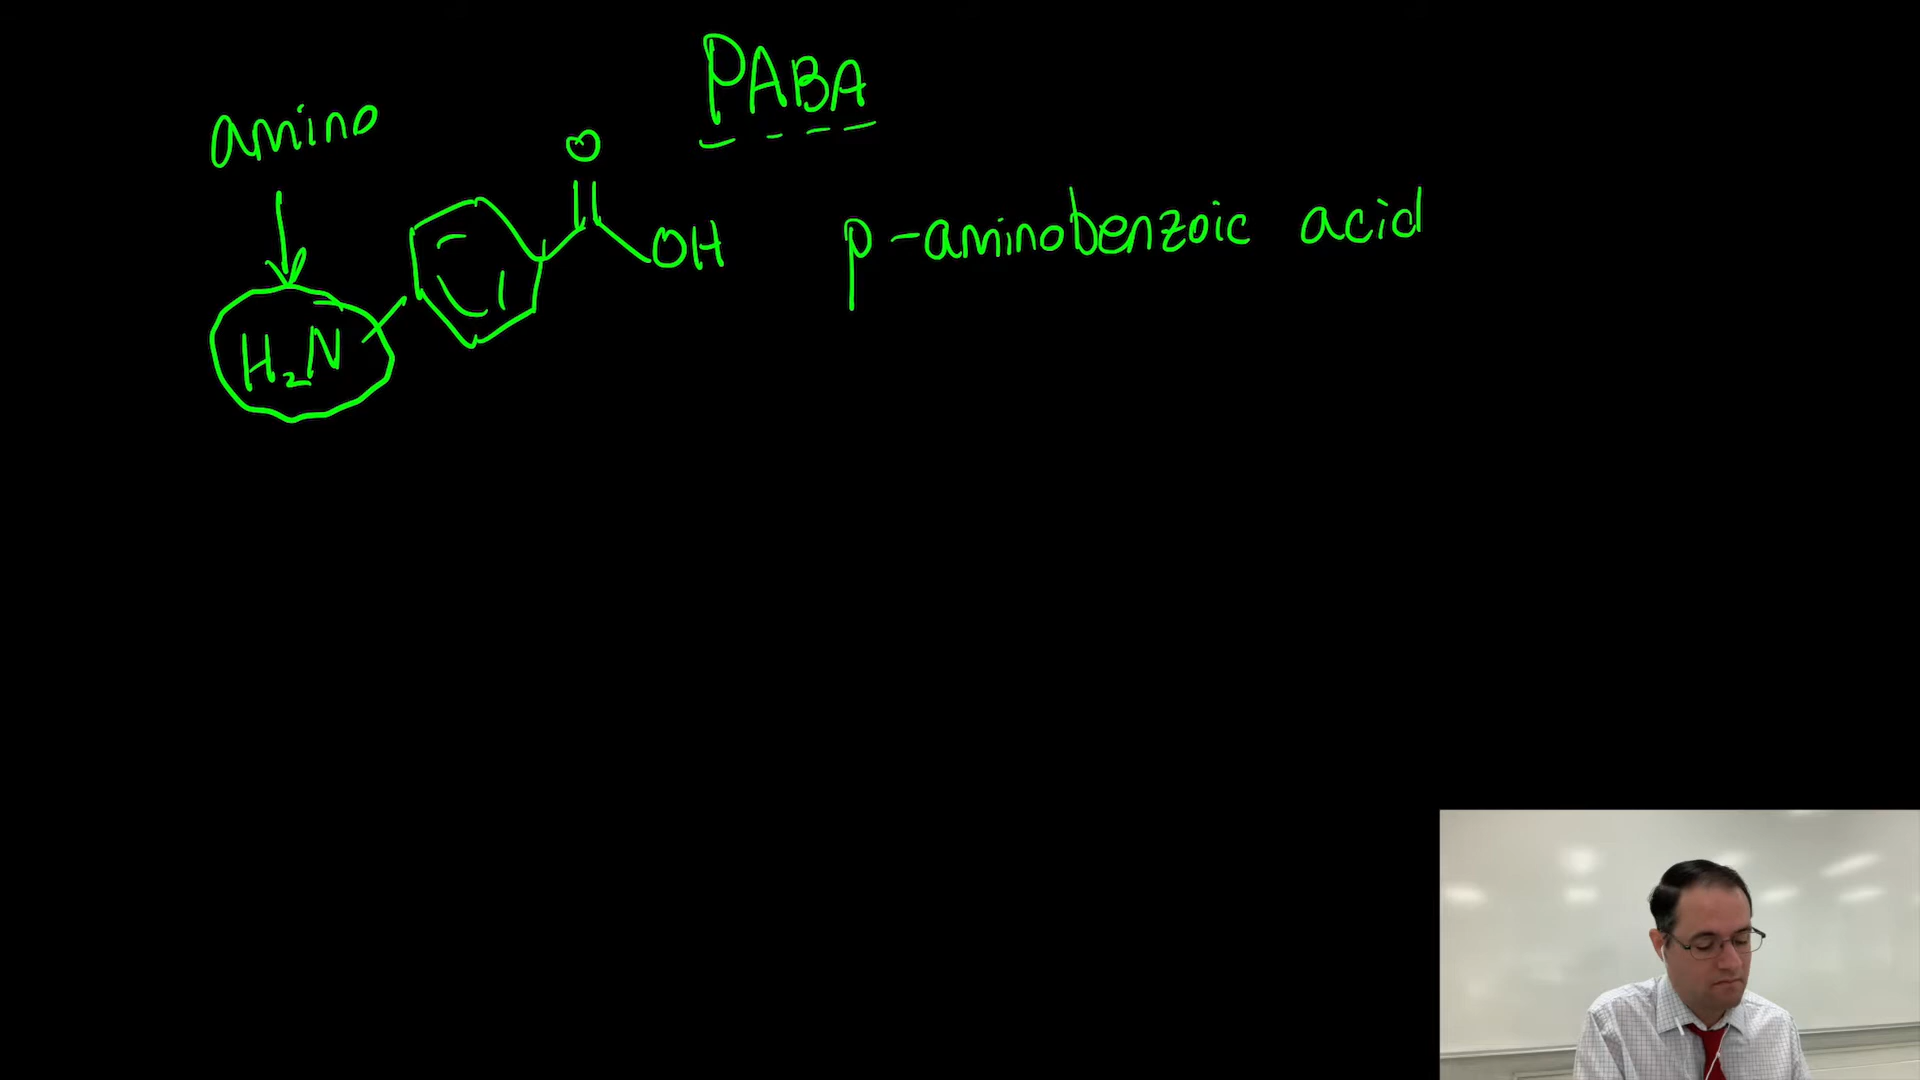 PABA
amino
O
OH
p-aminobenzoic acid
H₂N